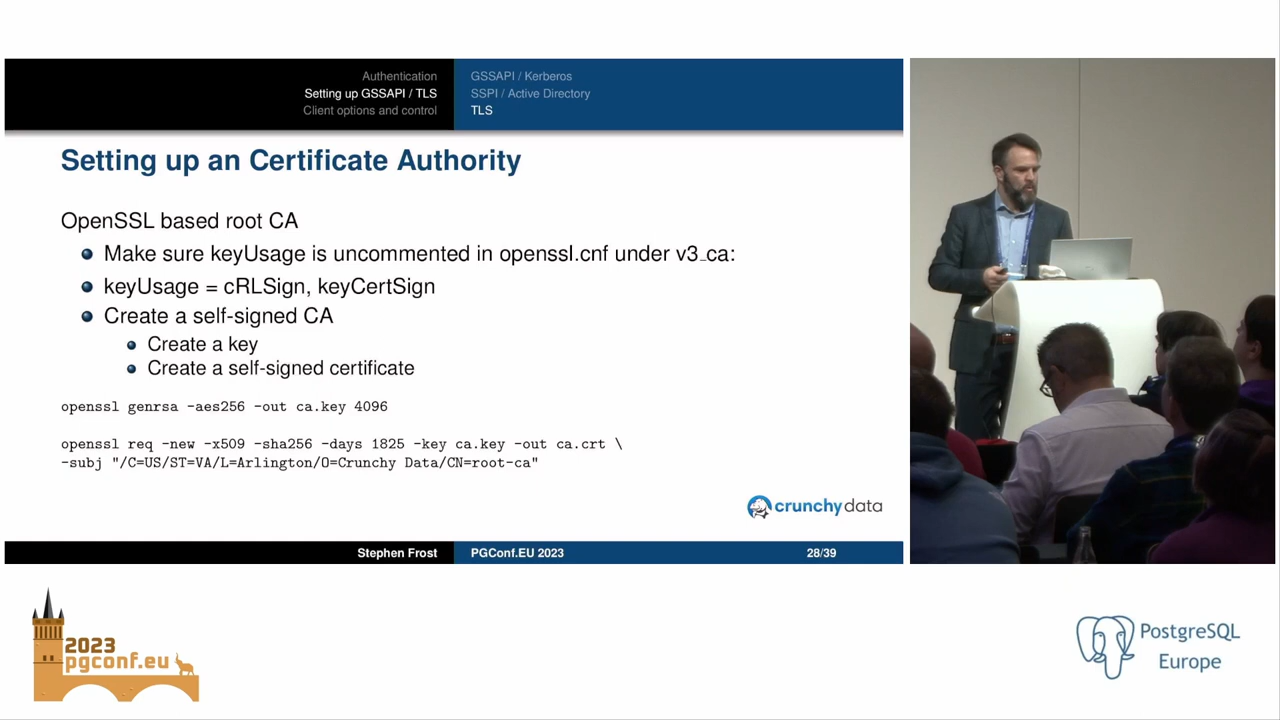 Authentication
Setting up GSSAPI / TLS
Client options and control
GSSAPI / Kerberos
SSPI / Active Directory
TLS
Setting up an Certificate Authority
OpenSSL based root CA
Make sure keyUsage is uncommented in openssl.cnf under v3_ca:
keyUsage = cRLSign, keyCertSign
Create a self-signed CA
Create a key
Create a self-signed certificate
openssl genrsa -aes256 -out ca.key 4096
openssl req -new -x509 -sha256 -days 1825 -key ca.key -out ca.crt \
-subj "/C=US/ST=VA/L=Arlington/O=Crunchy Data/CN=root-ca"
crunchydata
Stephen Frost
PGConf.EU 2023
28/39
2023
pgconf.eu
PostgreSQL
Europe